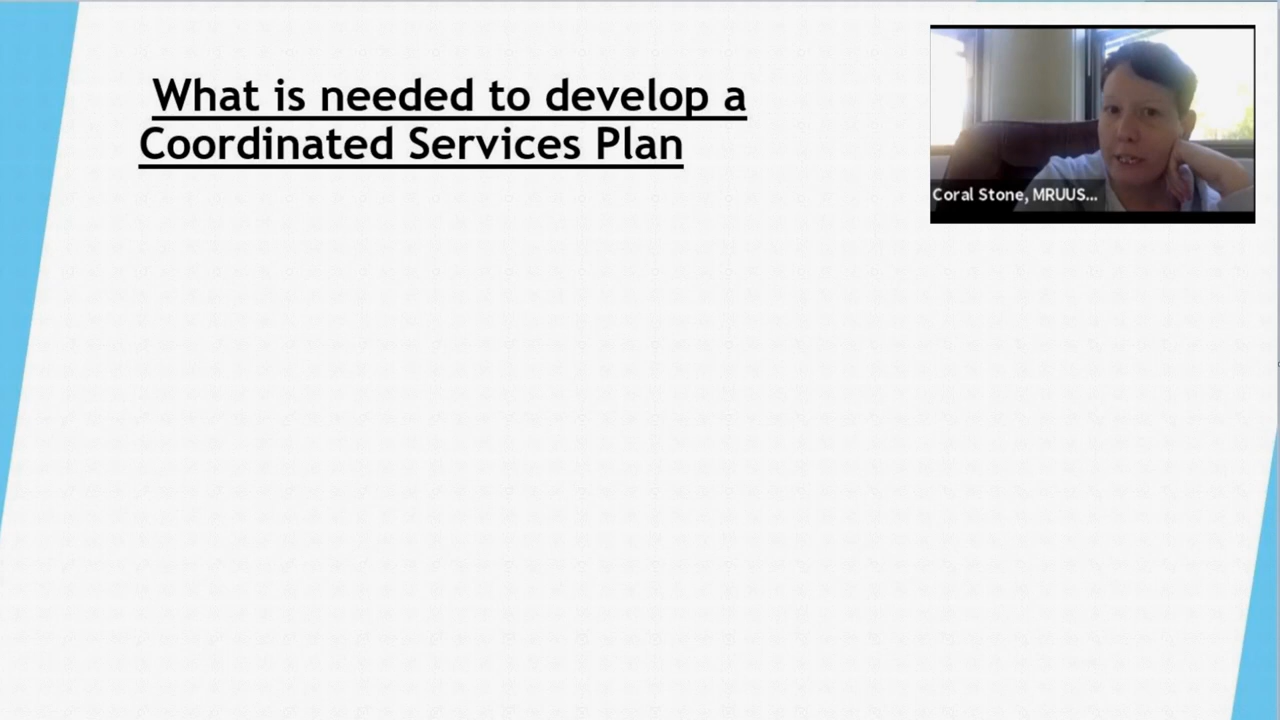 What is needed to develop a
Coordinated Services Plan
Coral Stone, MRUUS...